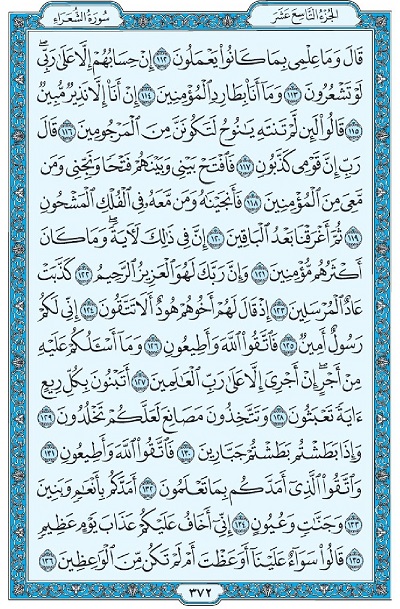 الجزء التاسع عشر
سورة الشعراء
قَالَ وَمَا عِلْمِى بِمَا كَانُوا۟ يَعْمَلُونَ ١١٢ إِنْ حِسَابُهُمْ إِلَّا عَلَىٰ رَبِّى ۖ
لَوْ تَشْعُرُونَ ١١٣ وَمَآ أَنَا۠ بِطَارِدِ ٱلْمُؤْمِنِينَ ١١٤ إِنْ أَنَا۠ إِلَّا نَذِيرٌ مُّبِينٌ
١١٥ قَالُوا۟ لَئِن لَّمْ تَنتَهِ يَـٰنُوحُ لَتَكُونَنَّ مِنَ ٱلْمَرْجُومِينَ ١١٦ قَالَ
رَبِّ إِنَّ قَوْمِى كَذَّبُونِ ١١٧ فَٱفْتَحْ بَيْنِى وَبَيْنَهُمْ فَتْحًا وَنَجِّنِى وَمَن
مَّعِىَ مِنَ ٱلْمُؤْمِنِينَ ١١٨ فَأَنجَيْنَـٰهُ وَمَن مَّعَهُۥ فِى ٱلْفُلْكِ ٱلْمَشْحُونِ
١١٩ ثُمَّ أَغْرَقْنَا بَعْدُ ٱلْبَاقِينَ ١٢٠ إِنَّ فِى ذَٰلِكَ لَـَٔايَةً ۖ وَمَا كَانَ
أَكْثَرُهُم مُّؤْمِنِينَ ١٢١ وَإِنَّ رَبَّكَ لَهُوَ ٱلْعَزِيزُ ٱلرَّحِيمُ ١٢٢ كَذَّبَتْ
عَادٌ ٱلْمُرْسَلِينَ ١٢٣ إِذْ قَالَ لَهُمْ أَخُوهُمْ هُودٌ أَلَا تَتَّقُونَ ١٢٤ إِنِّى لَكُمْ
رَسُولٌ أَمِينٌ ١٢٥ فَٱتَّقُوا۟ ٱللَّهَ وَأَطِيعُونِ ١٢٦ وَمَآ أَسْـَٔلُكُمْ عَلَيْهِ
مِنْ أَجْرٍ ۖ إِنْ أَجْرِىَ إِلَّا عَلَىٰ رَبِّ ٱلْعَـٰلَمِينَ ١٢٧ أَتَبْنُونَ بِكُلِّ رِيعٍ
ءَايَةً تَعْبَثُونَ ١٢٨ وَتَتَّخِذُونَ مَصَانِعَ لَعَلَّكُمْ تَخْلُدُونَ ١٢٩
وَإِذَا بَطَشْتُم بَطَشْتُمْ جَبَّارِينَ ١٣٠ فَٱتَّقُوا۟ ٱللَّهَ وَأَطِيعُونِ ١٣١
وَٱتَّقُوا۟ ٱلَّذِىٓ أَمَدَّكُم بِمَا تَعْلَمُونَ ١٣٢ أَمَدَّكُم بِأَنْعَـٰمٍ وَبَنِينَ
١٣٣ وَجَنَّـٰتٍ وَعُيُونٍ ١٣٤ إِنِّىٓ أَخَافُ عَلَيْكُمْ عَذَابَ يَوْمٍ عَظِيمٍ
١٣٥ قَالُوا۟ سَوَآءٌ عَلَيْنَآ أَوَعَظْتَ أَمْ لَمْ تَكُن مِّنَ ٱلْوَٰعِظِينَ ١٣٦
٣٧٢